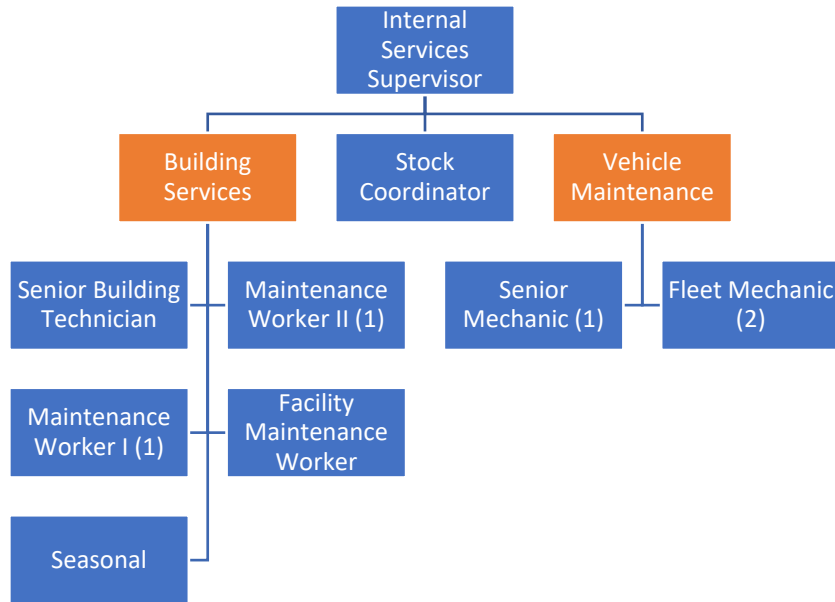 Internal
Services
Supervisor
Building
Services
Stock
Coordinator
Vehicle
Maintenance
Senior Building
Technician
Maintenance
Worker II (1)
Senior
Mechanic (1)
Fleet Mechanic
(2)
Maintenance
Worker I (1)
Facility
Maintenance
Worker
Seasonal